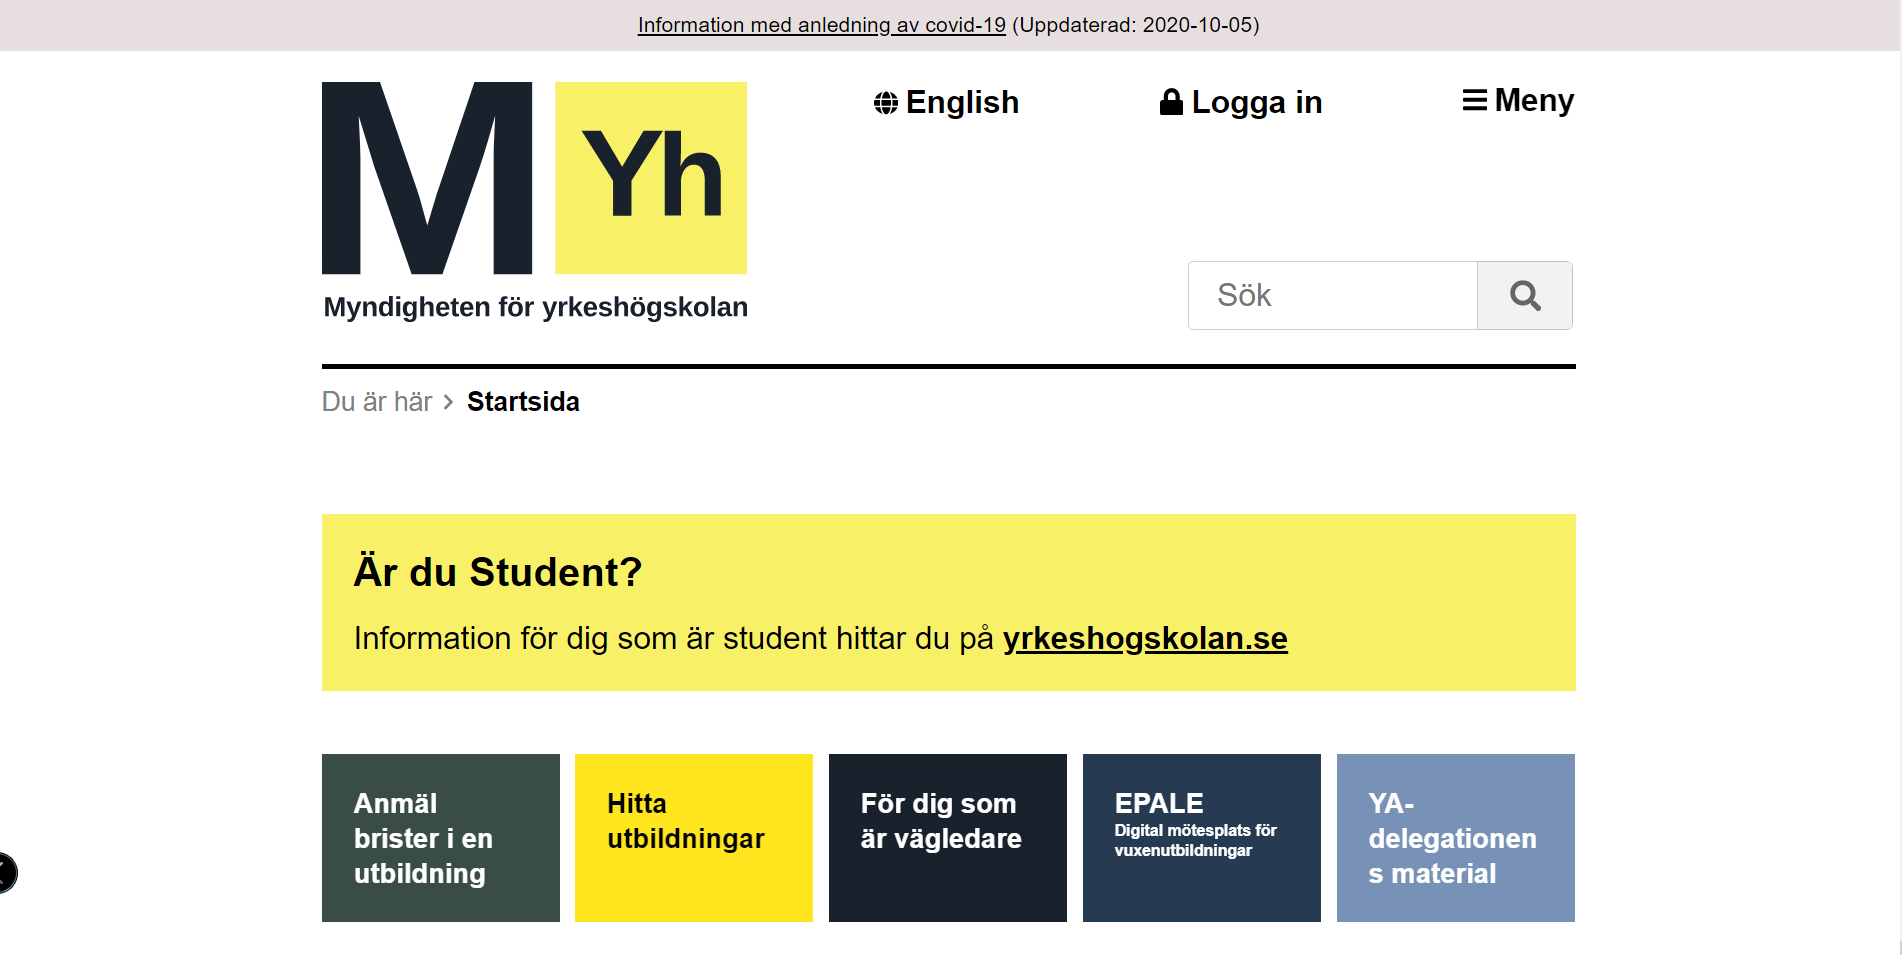 Information med anledning av covid-19 (Uppdaterad: 2020-10-05)
M Yh
Myndigheten för yrkeshögskolan
English
Logga in
Meny
Sök
Du är här > Startsida
Är du Student?
Information för dig som är student hittar du på yrkeshogskolan.se
Anmäl
brister i en
utbildning
Hitta
utbildningar
För dig som
är vägledare
EPALE
Digital mötesplats för
vuxenutbildningar
YA-
delegationen
s material